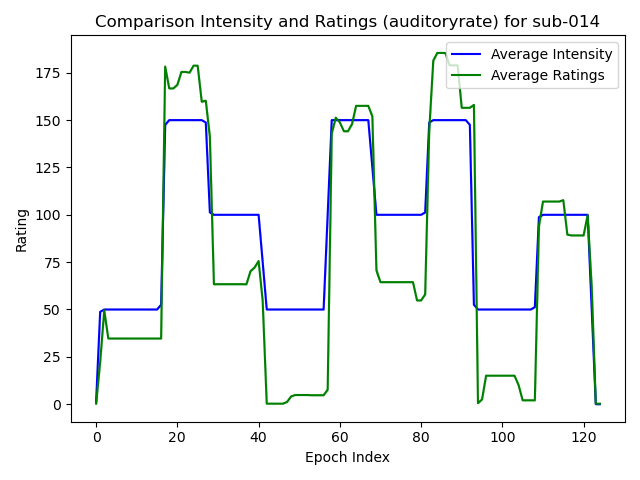 Comparison Intensity and Ratings (auditoryrate) for sub-014
Average Intensity
Average Ratings
175
150
125
100
75
50
25
0
Rating
0 20 40 60 80 100 120
Epoch Index